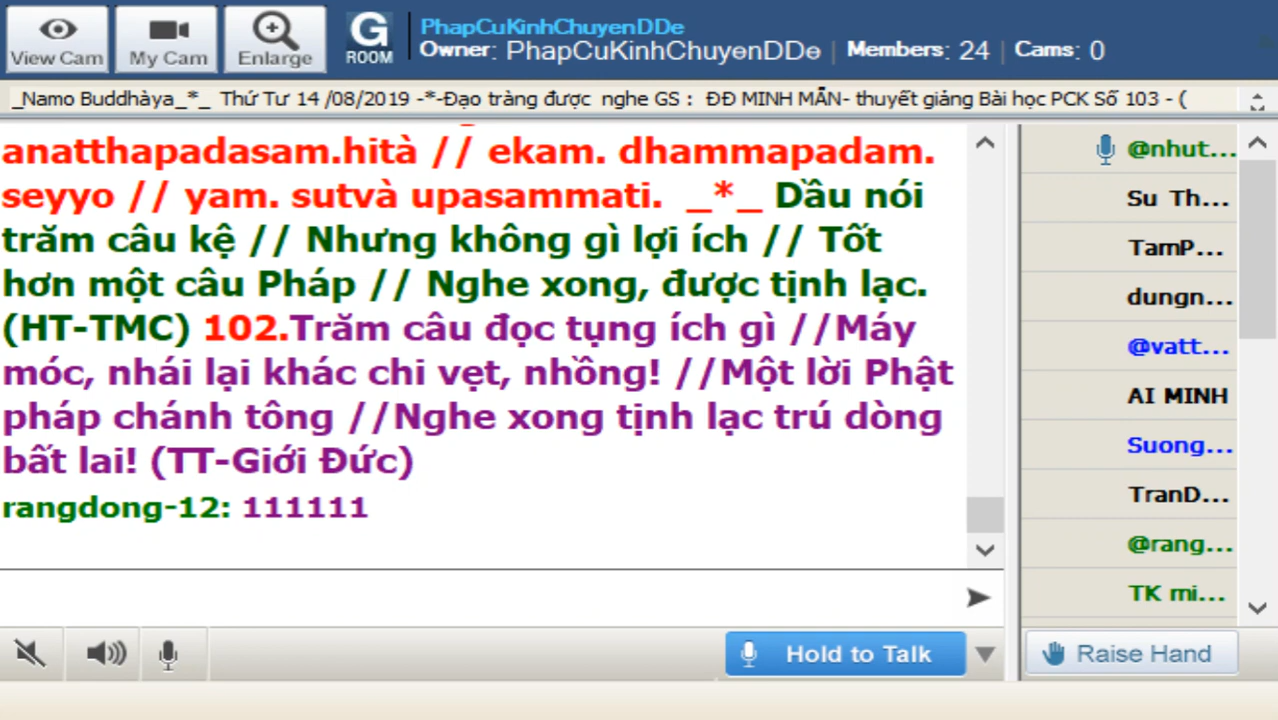 PhapCuKinhChuyenDDe
View Cam My Cam Enlarge G ROOM Owner: PhapCuKinhChuyenDDe | Members: 24 | Cams: 0
_Namo Buddhàya_*_ Thứ Tư 14 /08/2019 -*-Đạo tràng được nghe GS : ĐĐ MINH MẪN- thuyết giảng Bài học PCK Số 103 - (
anatthapadasam.hità // ekam. dhammapadam.
seyyo // yam. sutvà upasammati. _*_ Dầu nói
trăm câu kệ // Nhưng không gì lợi ích // Tốt
hơn một câu Pháp // Nghe xong, được tịnh lạc.
(HT-TMC) 102.Trăm câu đọc tụng ích gì //Máy
móc, nhái lại khác chi vẹt, nhồng! //Một lời Phật
pháp chánh tông //Nghe xong tịnh lạc trú dòng
bất lai! (TT-Giới Đức)
rangdong-12: 111111
@nhut...
Su Th...
TamP...
dungn...
@vatt...
AI MINH
Suong...
TranD...
@rang...
TK mi...
Hold to Talk
Raise Hand